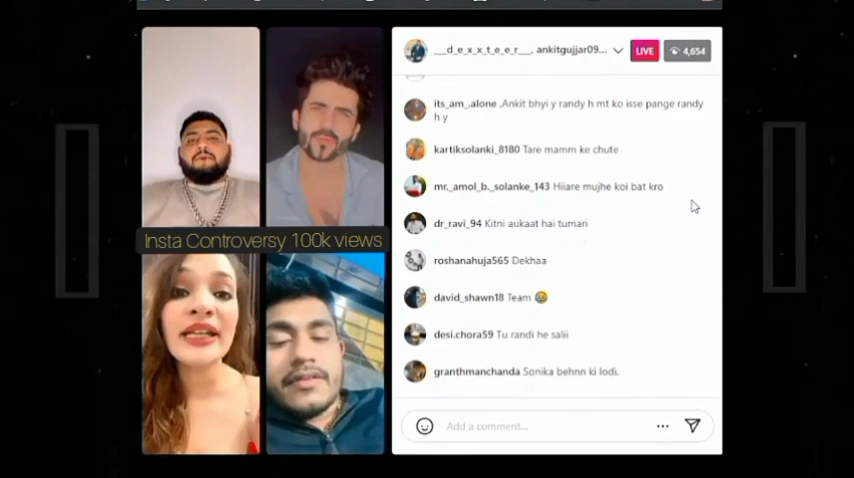 __d_e_x_x_t_e_e_r__, ankitgujjar09...
LIVE
4,654
its_am_.alone .Ankit bhyi y randy h mt ko isse pange randy
h y
kartiksolanki_8180 Tare mamm ke chute
mr._amol_b._solanke_143 Hiiare mujhe koi bat kro
dr_ravi_94 Kitni aukaat hai tumari
roshanahuja565 Dekhaa
david_shawn18 Team 😂
desi.chora59 Tu randi he salii
granthmanchanda Sonika behnn ki lodi.
Add a comment...
Insta Controversy 100k views